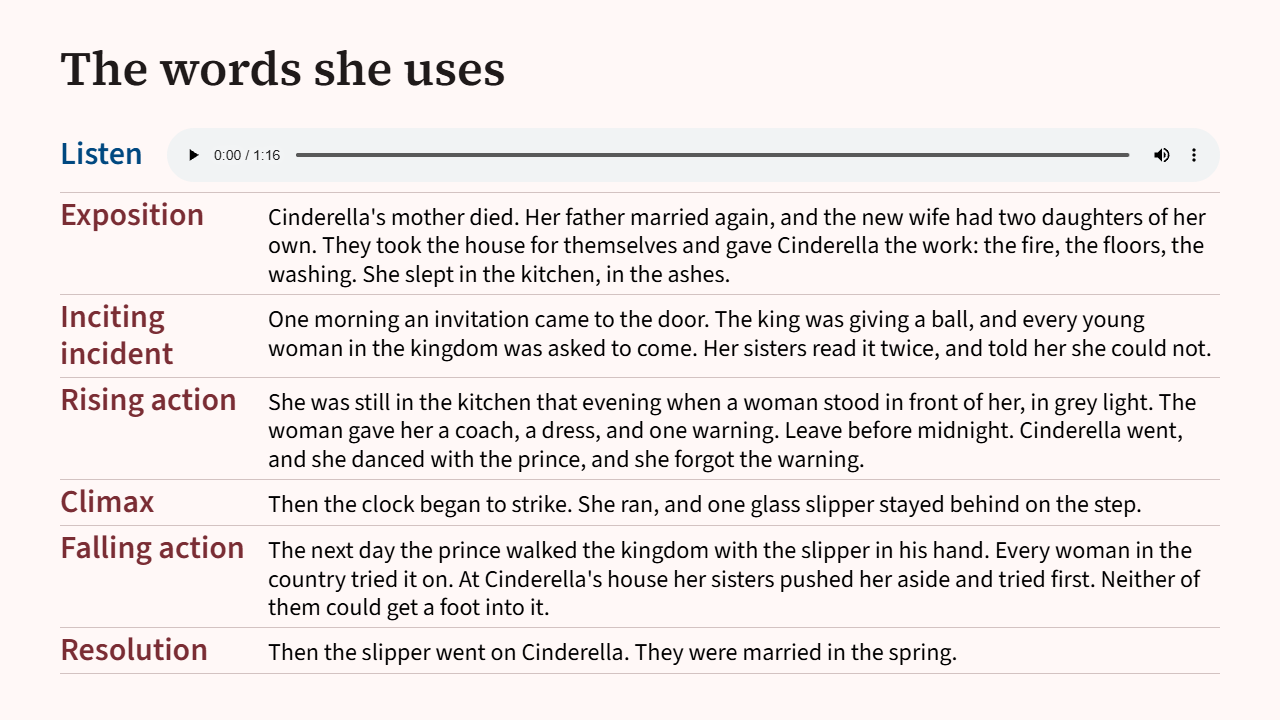 The words she uses
Listen
0:00 / 1:16
Exposition
Cinderella's mother died. Her father married again, and the new wife had two daughters of her
own. They took the house for themselves and gave Cinderella the work: the fire, the floors, the
washing. She slept in the kitchen, in the ashes.
Inciting
incident
One morning an invitation came to the door. The king was giving a ball, and every young
woman in the kingdom was asked to come. Her sisters read it twice, and told her she could not.
Rising action
She was still in the kitchen that evening when a woman stood in front of her, in grey light. The
woman gave her a coach, a dress, and one warning. Leave before midnight. Cinderella went,
and she danced with the prince, and she forgot the warning.
Climax
Then the clock began to strike. She ran, and one glass slipper stayed behind on the step.
Falling action
The next day the prince walked the kingdom with the slipper in his hand. Every woman in the
country tried it on. At Cinderella's house her sisters pushed her aside and tried first. Neither of
them could get a foot into it.
Resolution
Then the slipper went on Cinderella. They were married in the spring.